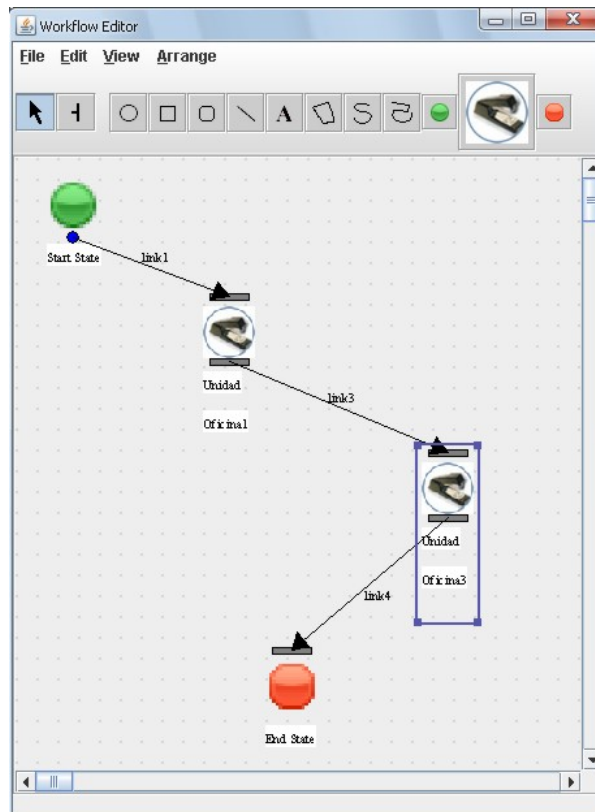 Workflow Editor
File Edit View Arrange
A
Start State
link1
Unidad
Oficina1
link3
Unidad
Oficina3
link4
End State